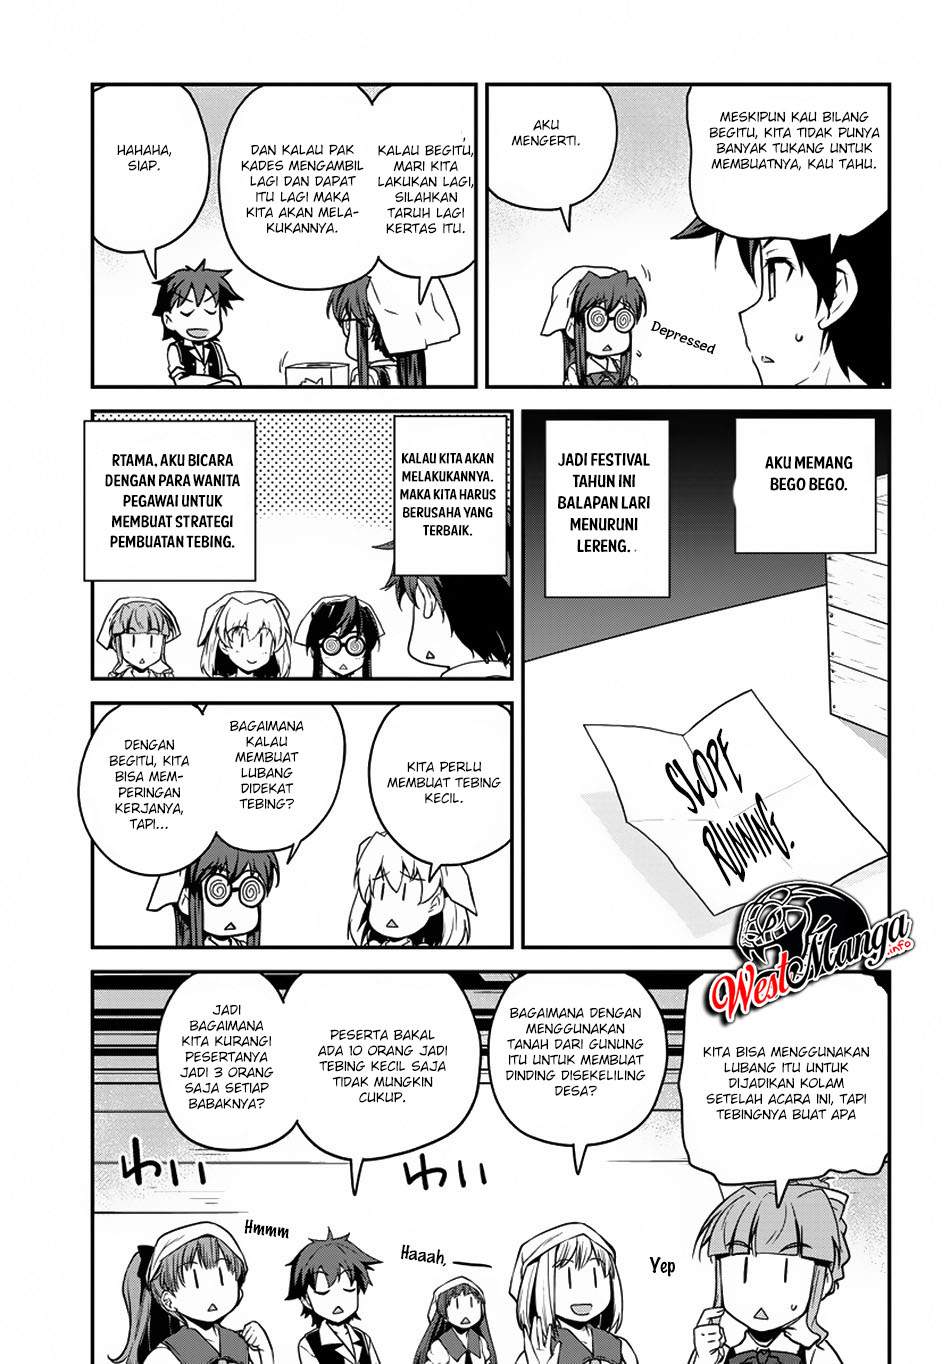 MESKIPUN KAU BILANG
BEGITU, KITA TIDAK PUNYA
BANYAK TUKANG UNTUK
MEMBUATNYA, KAU TAHU.
AKU
MENGERTI.
Depressed
KALAU BEGITU,
MARI KITA
LAKUKAN LAGI,
SILAHKAN
TARUH LAGI
KERTAS ITU.
DAN KALAU PAK
KADES MENGAMBIL
LAGI DAN DAPAT
ITU LAGI MAKA
KITA AKAN MELA-
KUKANNYA.
HAHAHA,
SIAP.
AKU MEMANG
BEGO BEGO.
JADI FESTIVAL
TAHUN INI
BALAPAN LARI
MENURUNI
LERENG.
SLOPE
RUNNING.
KALAU KITA AKAN
MELAKUKANNYA.
MAKA KITA HARUS
BERUSAHA YANG
TERBAIK.
RTAMA, AKU BICARA
DENGAN PARA WANITA
PEGAWAI UNTUK
MEMBUAT STRATEGI
PEMBUATAN TEBING.
KITA PERLU
MEMBUAT TEBING
KECIL.
BAGAIMANA
KALAU
MEMBUAT
LUBANG
DIDEKAT
TEBING?
DENGAN
BEGITU, KITA
BISA MEM-
PERINGAN
KERJANYA,
TAPI...
WestManga
.info
KITA BISA MENGGUNAKAN
LUBANG ITU UNTUK
DIJADIKAN KOLAM
SETELAH ACARA INI, TAPI
TEBINGNYA BUAT APA
BAGAIMANA DENGAN
MENGGUNAKAN
TANAH DARI GUNUNG
ITU UNTUK MEMBUAT
DINDING DISEKELILING
DESA?
PESERTA BAKAL
ADA 10 ORANG JADI
TEBING KECIL SAJA
TIDAK MUNGKIN
CUKUP.
JADI
BAGAIMANA
KITA KURANGI
PESERTANYA
JADI 3 ORANG
SAJA SETIAP
BABAKNYA?
わいわい
Yep
Haaah,
Hmmm